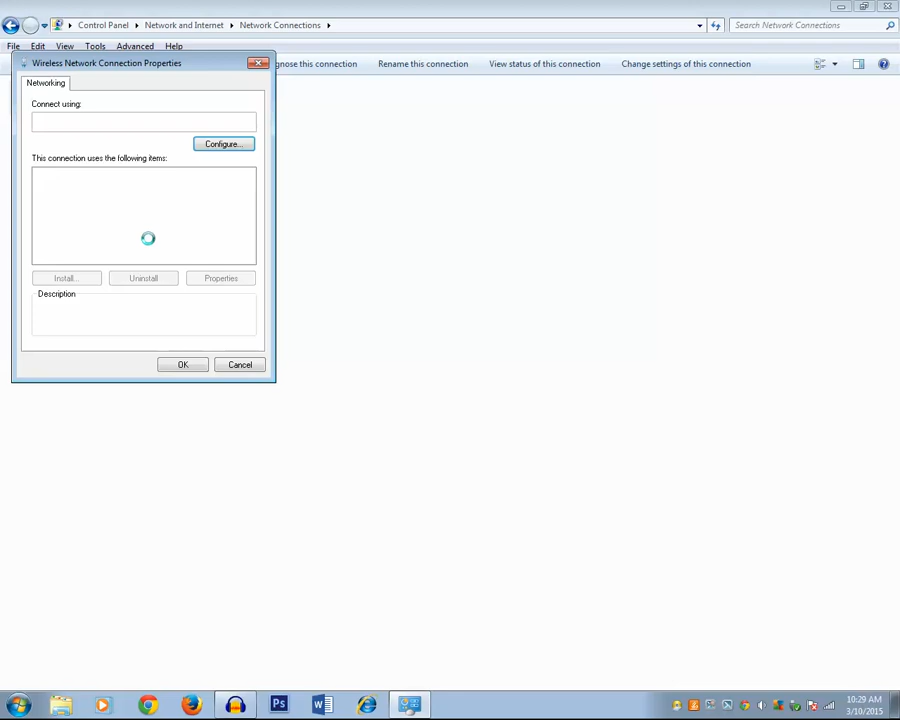 Control Panel Network and Internet Network Connections Search Network Connections
File Edit View Tools Advanced Help
Wireless Network Connection Properties
nose this connection Rename this connection View status of this connection Change settings of this connection
Networking
Connect using:
Configure...
This connection uses the following items:
Install... Uninstall Properties
Description
OK Cancel
Ps W
10:29 AM
3/10/2015